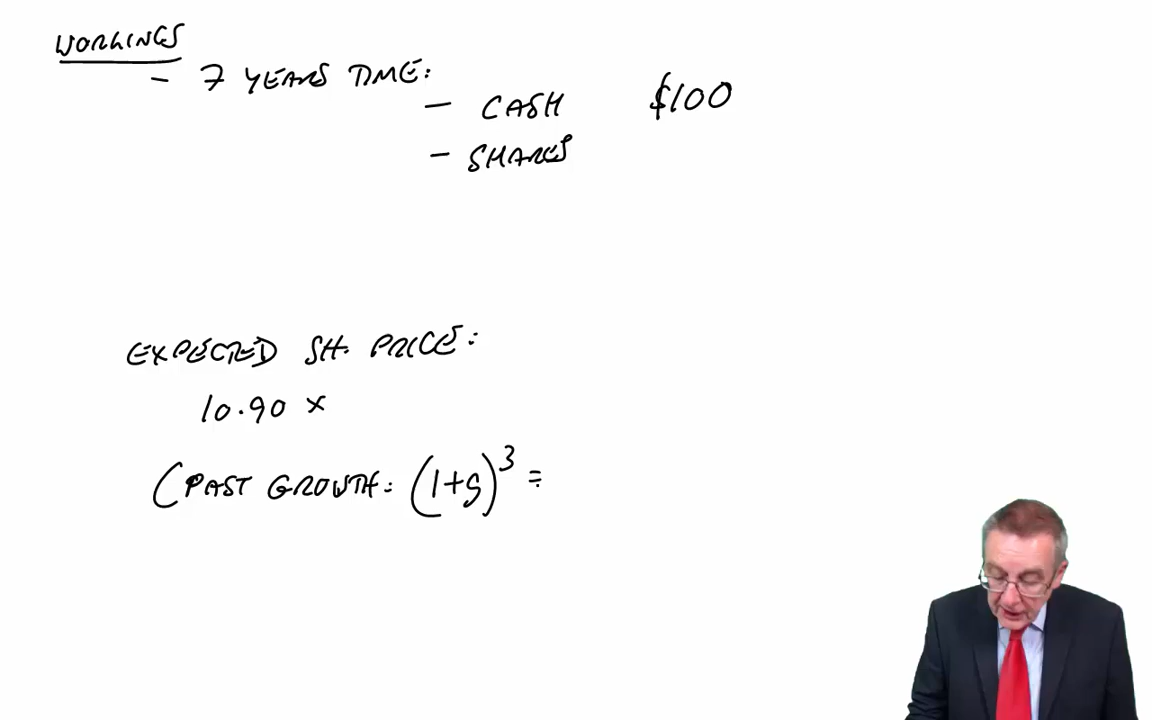 WORKINGS
- 7 YEARS TIME:
- CASH $100
- SHARES
EXPECTED SH. PRICE:
10.90 ×
(PAST GROWTH: (1+g)³ =